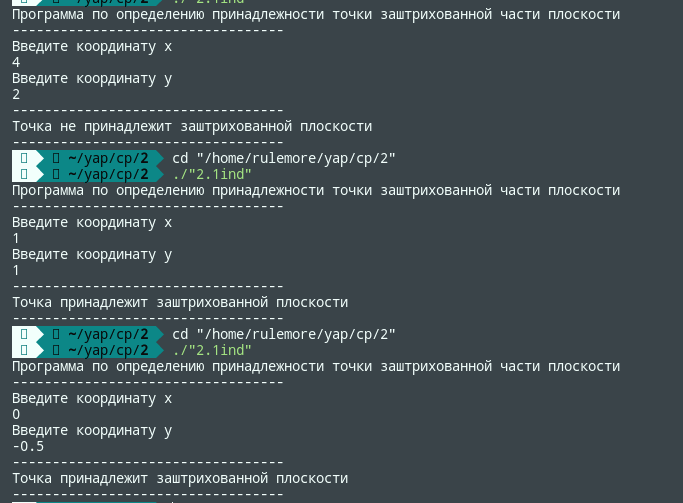 ./"2.1ind"
Программа по определению принадлежности точки заштрихованной части плоскости
----------------------------------
Введите координату x
4
Введите координату y
2
----------------------------------
Точка не принадлежит заштрихованной плоскости
----------------------------------
~/yap/cp/2 cd "/home/rulemore/yap/cp/2"
~/yap/cp/2 ./"2.1ind"
Программа по определению принадлежности точки заштрихованной части плоскости
----------------------------------
Введите координату x
1
Введите координату y
1
----------------------------------
Точка принадлежит заштрихованной плоскости
----------------------------------
~/yap/cp/2 cd "/home/rulemore/yap/cp/2"
~/yap/cp/2 ./"2.1ind"
Программа по определению принадлежности точки заштрихованной части плоскости
----------------------------------
Введите координату x
0
Введите координату y
-0.5
----------------------------------
Точка принадлежит заштрихованной плоскости
----------------------------------